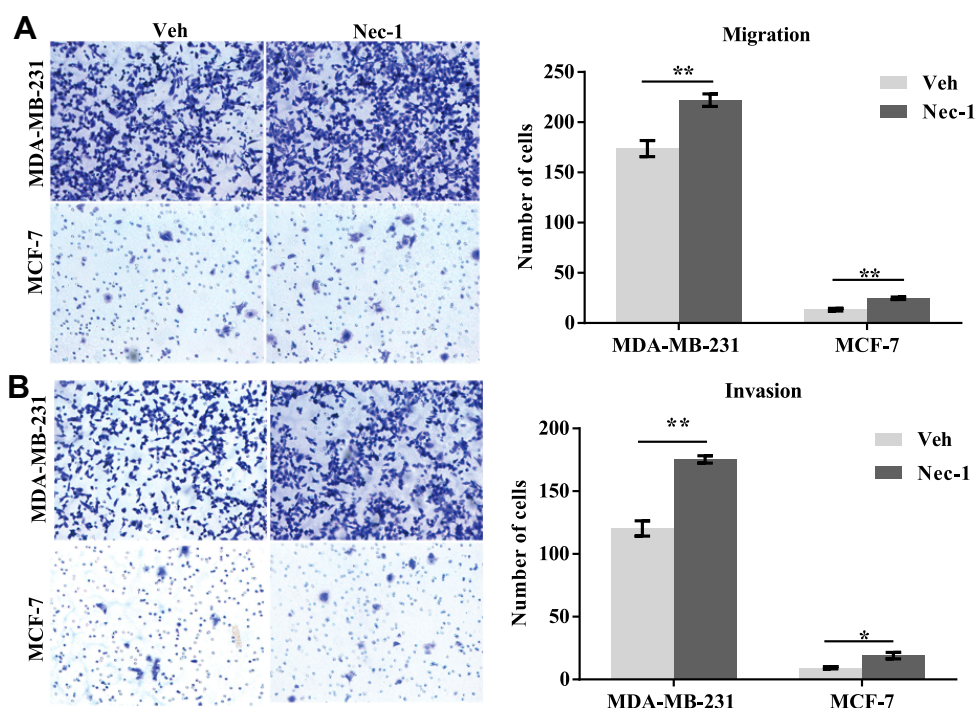 A
Veh
Nec-1
MDA-MB-231
MCF-7
Migration
Number of cells
250
200
150
100
50
0
**
**
Veh
Nec-1
MDA-MB-231
MCF-7
B
MDA-MB-231
MCF-7
Invasion
Number of cells
200
150
100
50
0
**
*
Veh
Nec-1
MDA-MB-231
MCF-7